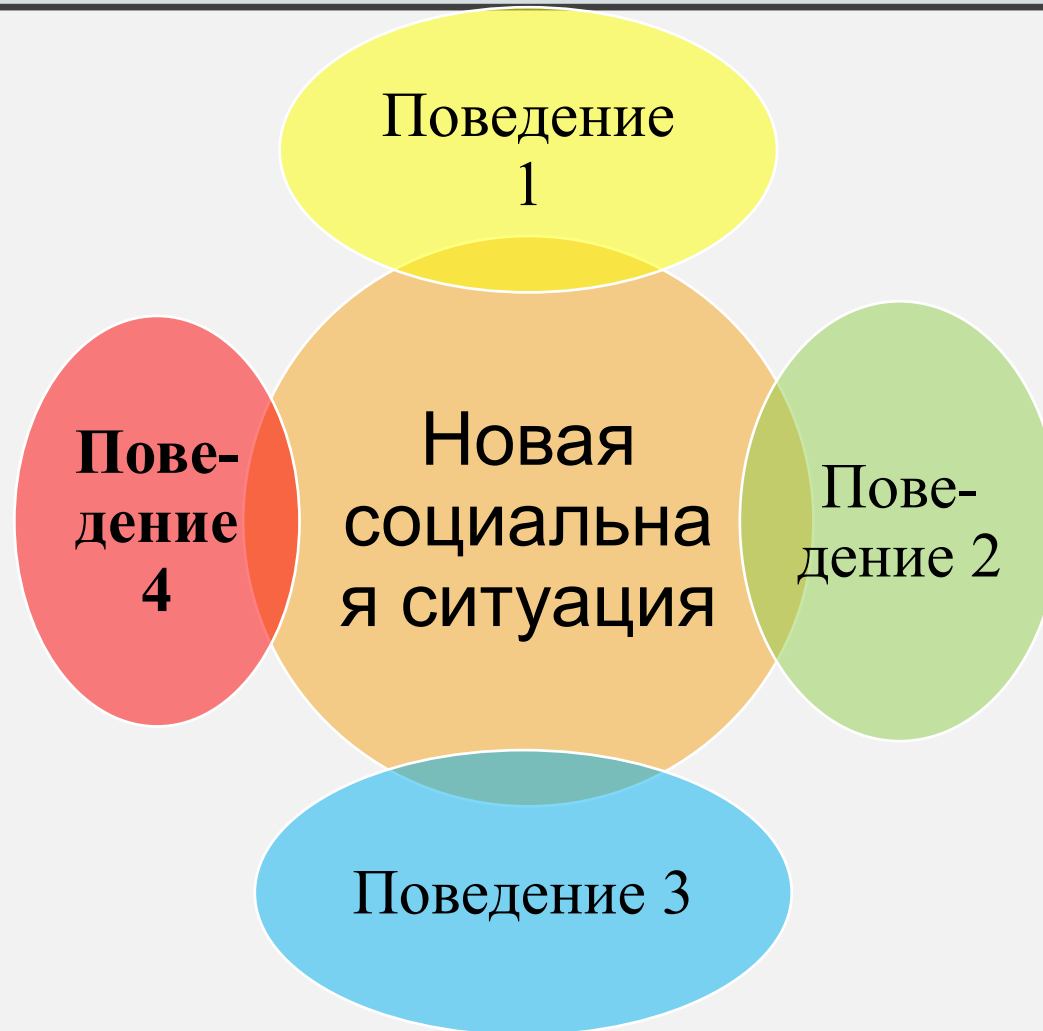 Поведение
1
Пове-
дение
4
Новая
социальна
я ситуация
Пове-
дение 2
Поведение 3